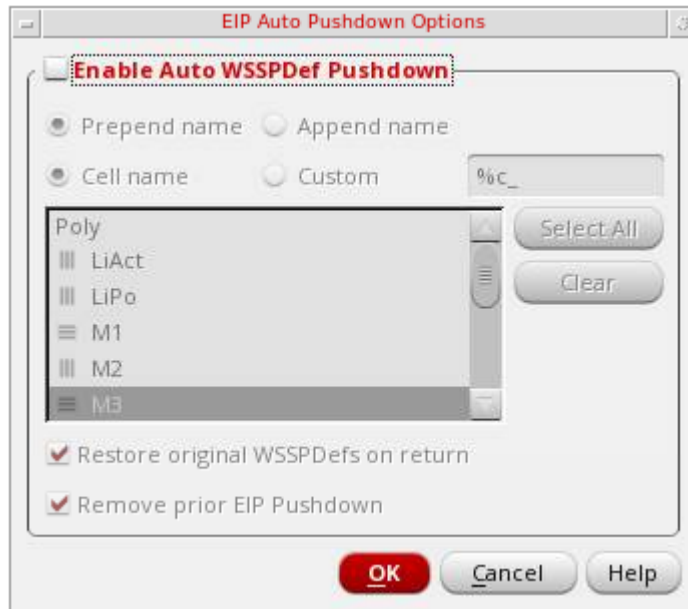 EIP Auto Pushdown Options
Enable Auto WSSPDef Pushdown
Prepend name Append name
Cell name Custom %c_
Poly Select All
LiAct
LiPo Clear
M1
M2
M3
Restore original WSSPDefs on return
Remove prior EIP Pushdown
OK Cancel Help